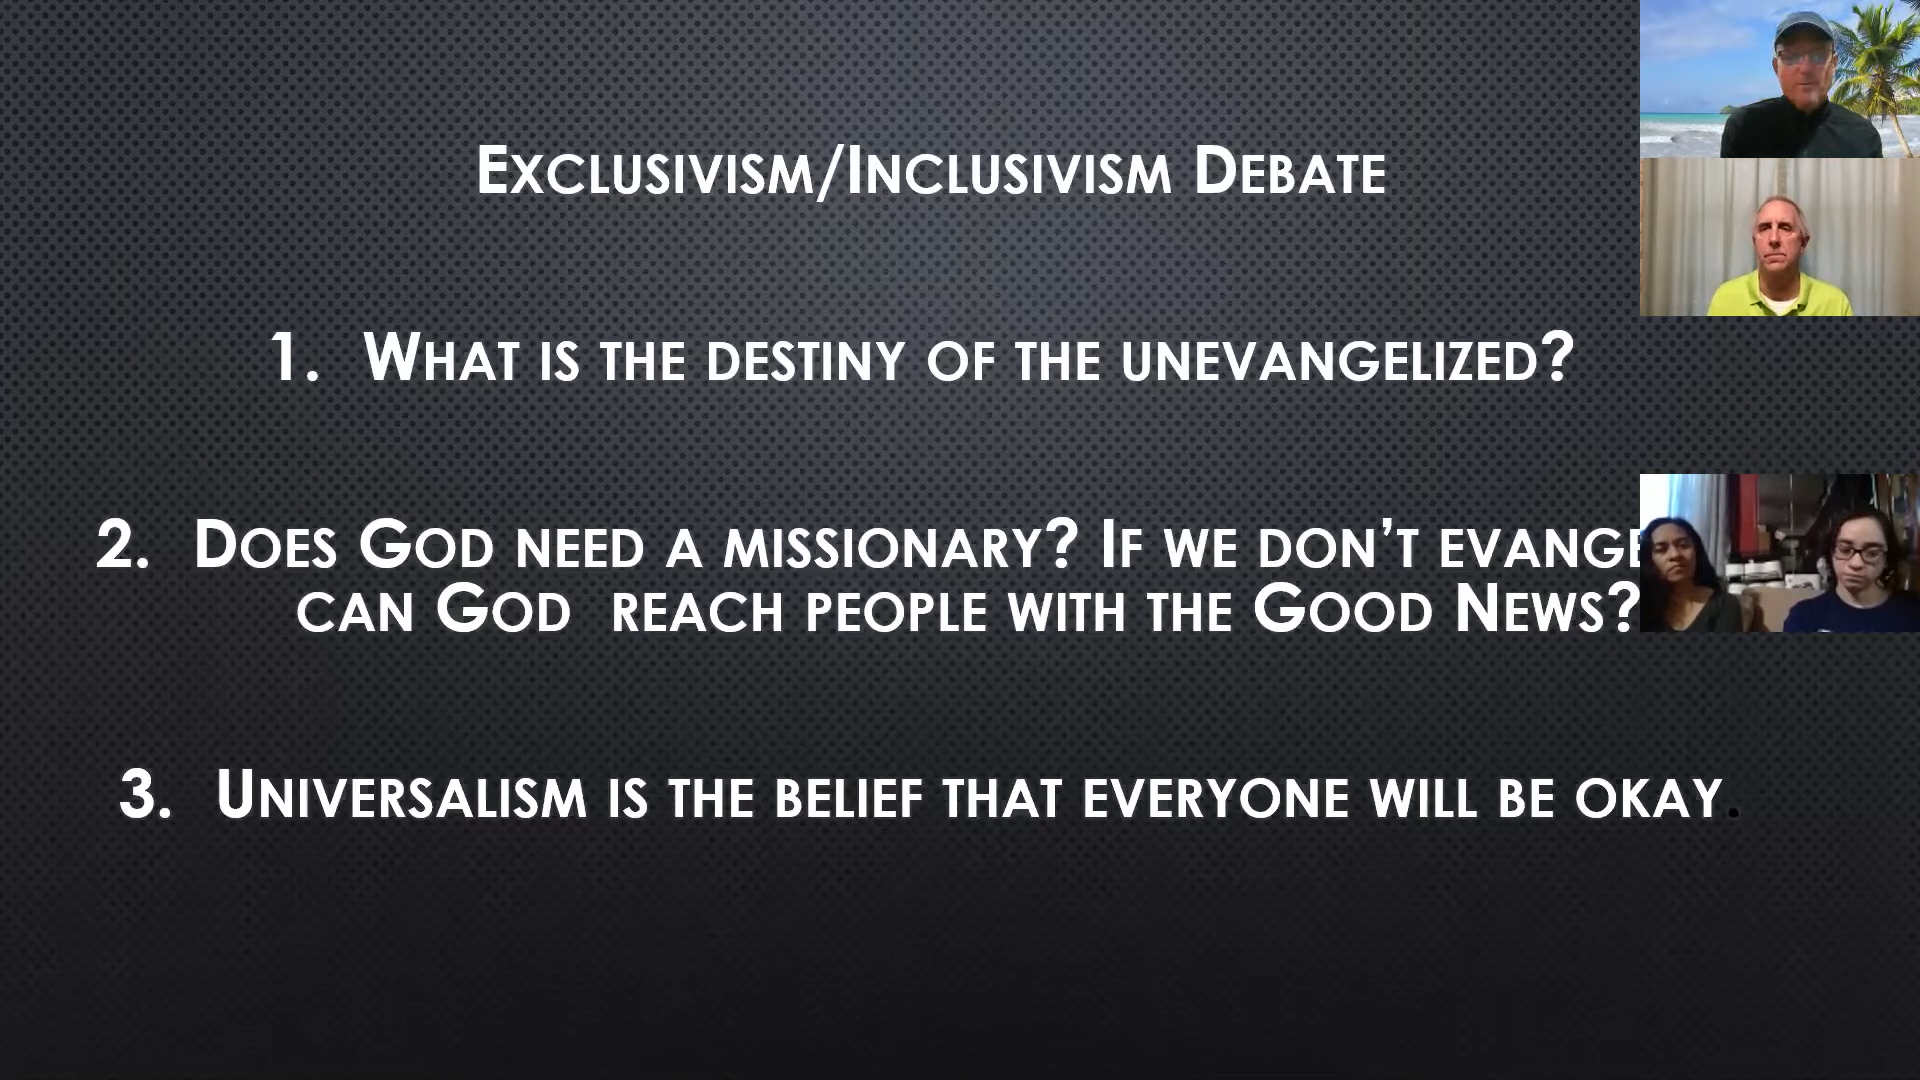 Exclusivism/Inclusivism Debate
1. What is the destiny of the unevangelized?
2. Does God need a missionary? If we don’t
can God reach people with the Good News?
3. Universalism is the belief that everyone will be okay.